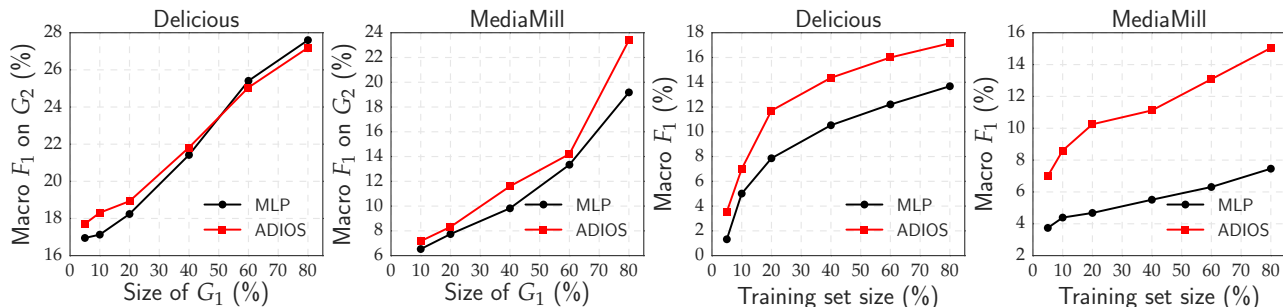 Delicious
Macro F₁ on G₂ (%)
28
26
24
22
20
18
16
0 10 20 30 40 50 60 70 80
Size of G₁ (%)
MLP
ADIOS
MediaMill
Macro F₁ on G₂ (%)
24
22
20
18
16
14
12
10
8
6
0 10 20 30 40 50 60 70 80
Size of G₁ (%)
MLP
ADIOS
Delicious
Macro F₁ (%)
18
16
14
12
10
8
6
4
2
0
0 10 20 30 40 50 60 70 80
Training set size (%)
MLP
ADIOS
MediaMill
Macro F₁ (%)
16
14
12
10
8
6
4
2
0 10 20 30 40 50 60 70 80
Training set size (%)
MLP
ADIOS